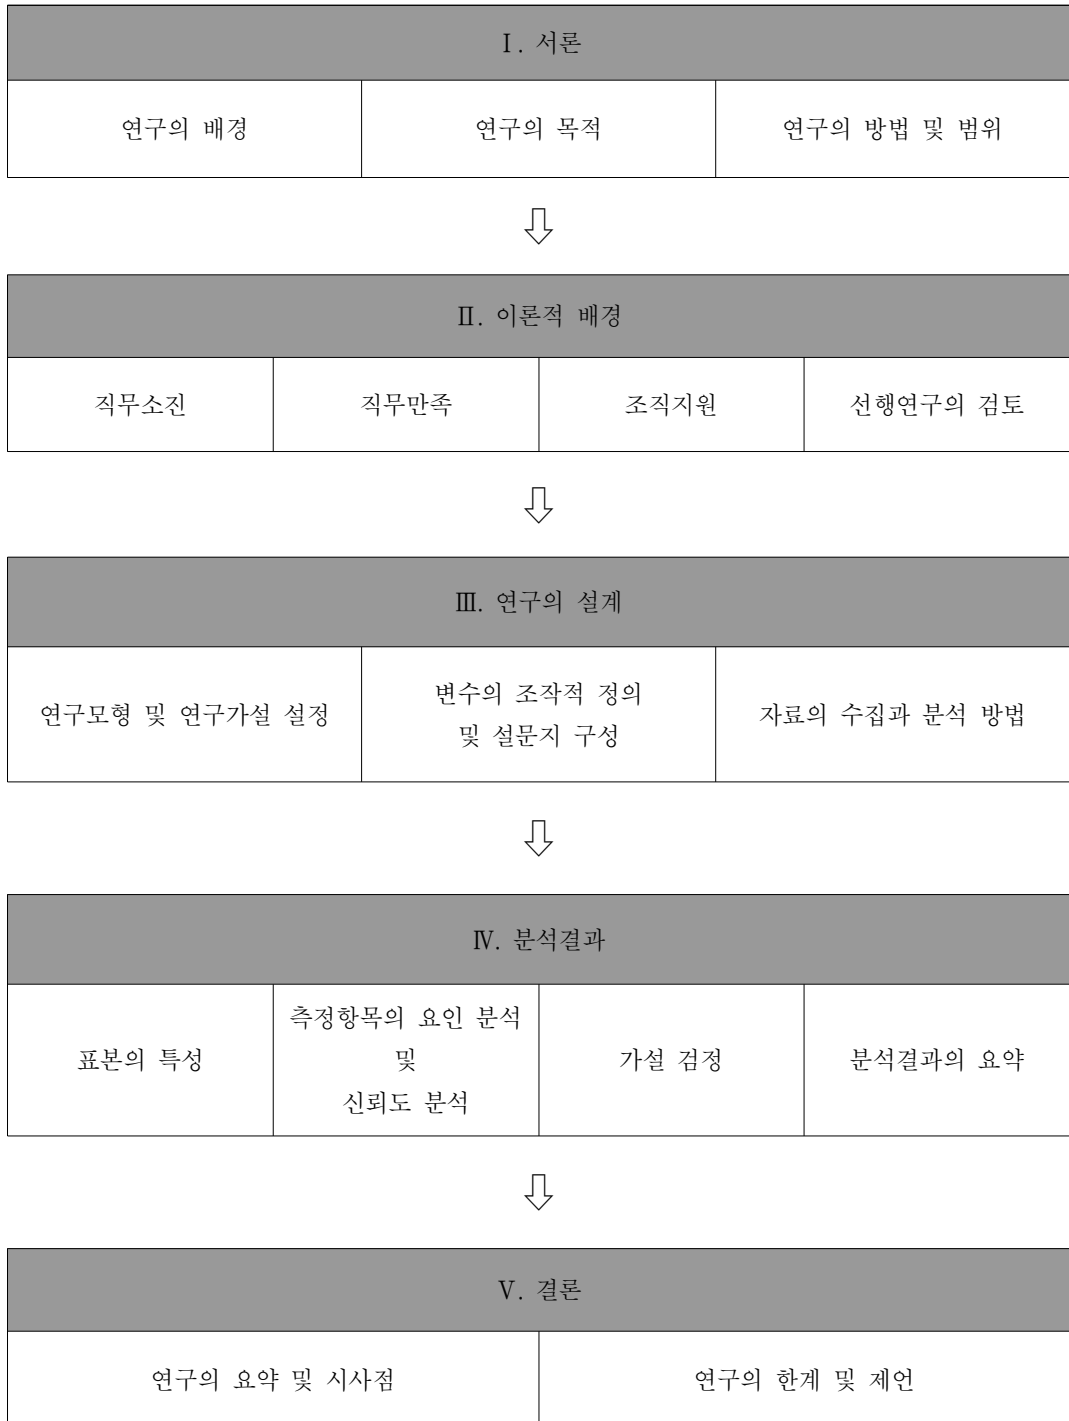 Ⅰ. 서론
연구의 배경
연구의 목적
연구의 방법 및 범위
Ⅱ. 이론적 배경
직무소진
직무만족
조직지원
선행연구의 검토
Ⅲ. 연구의 설계
연구모형 및 연구가설 설정
변수의 조작적 정의
및 설문지 구성
자료의 수집과 분석 방법
Ⅳ. 분석결과
표본의 특성
측정항목의 요인 분석
및
신뢰도 분석
가설 검정
분석결과의 요약
Ⅴ. 결론
연구의 요약 및 시사점
연구의 한계 및 제언